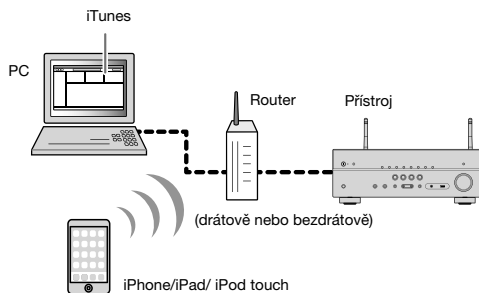 iTunes
PC
Router
Přístroj
(drátově nebo bezdrátově)
iPhone/iPad/ iPod touch